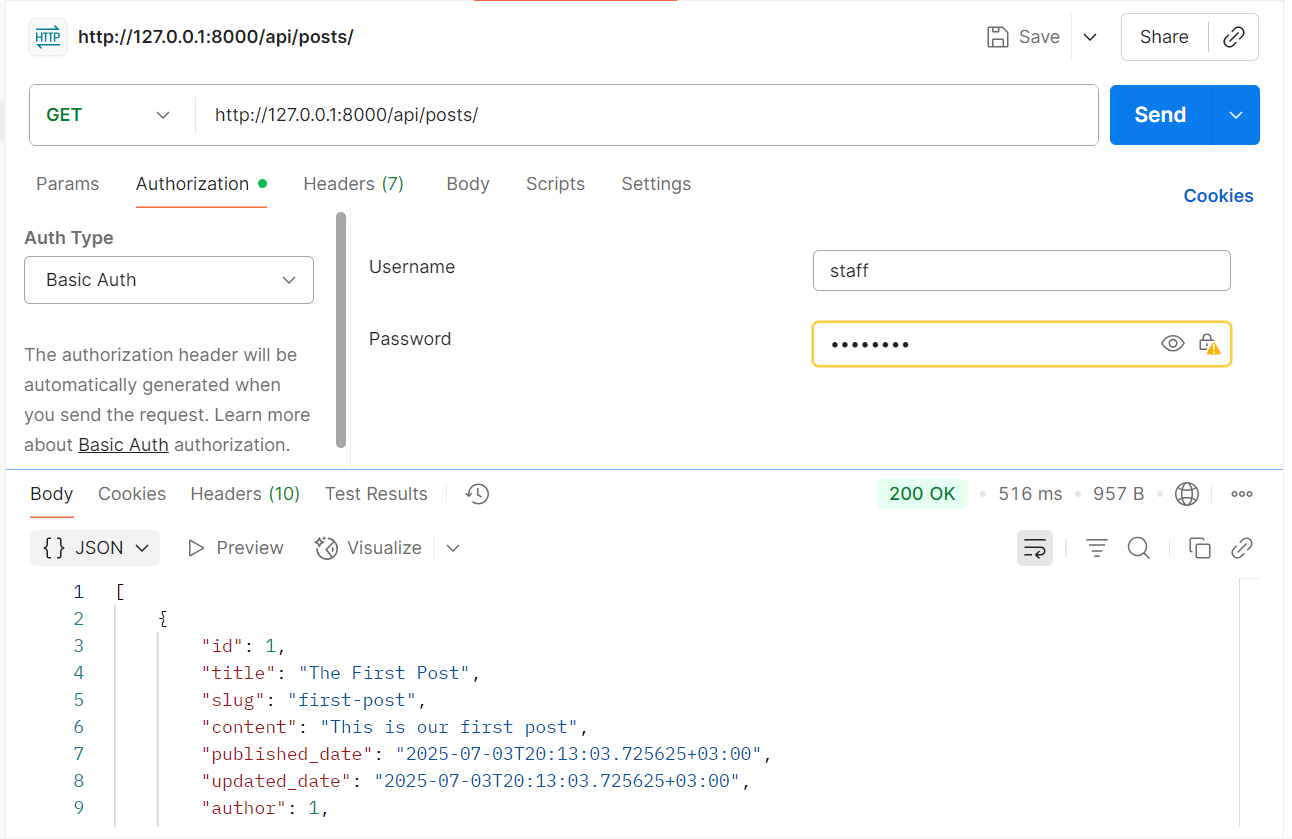 HTTP http://127.0.0.1:8000/api/posts/ Save Share
GET http://127.0.0.1:8000/api/posts/ Send
Params Authorization Headers (7) Body Scripts Settings Cookies
Auth Type
Basic Auth
The authorization header will be
automatically generated when
you send the request. Learn more
about Basic Auth authorization.
Username staff
Password ••••••••
Body Cookies Headers (10) Test Results 200 OK 516 ms 957 B
{} JSON Preview Visualize
1 [
2 {
3 "id": 1,
4 "title": "The First Post",
5 "slug": "first-post",
6 "content": "This is our first post",
7 "published_date": "2025-07-03T20:13:03.725625+03:00",
8 "updated_date": "2025-07-03T20:13:03.725625+03:00",
9 "author": 1,